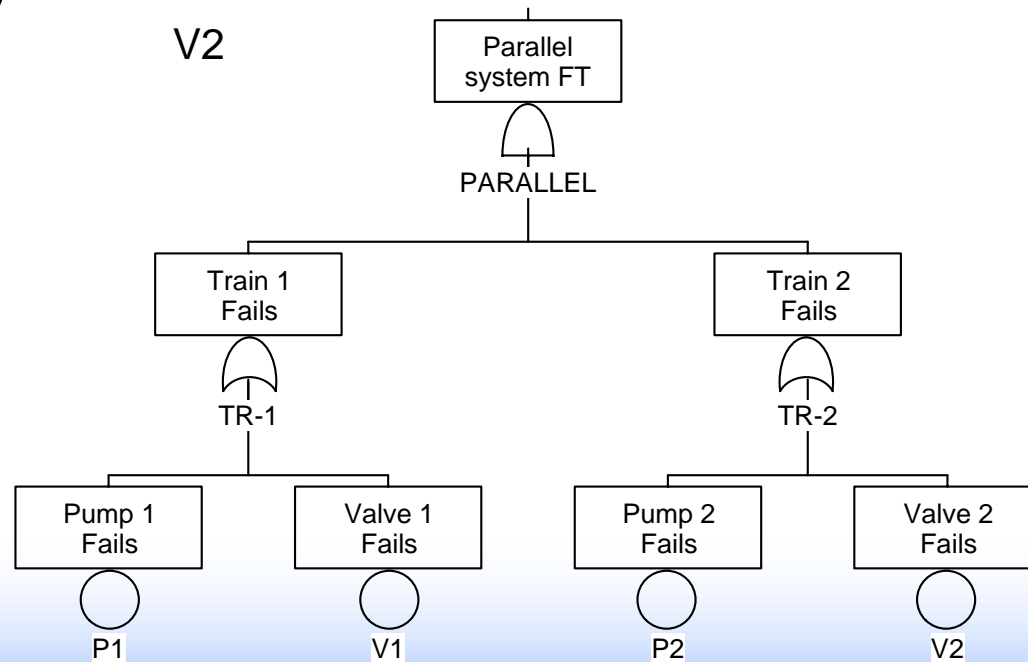 V2
Parallel
system FT
PARALLEL
Train 1
Fails
Train 2
Fails
TR-1
TR-2
Pump 1
Fails
Valve 1
Fails
Pump 2
Fails
Valve 2
Fails
P1
V1
P2
V2